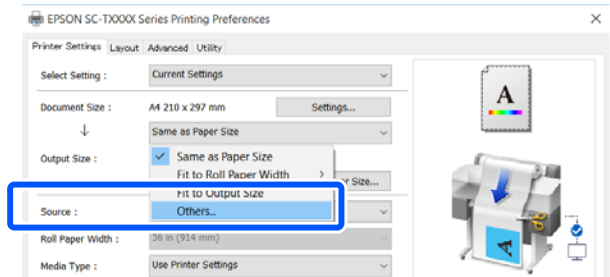 EPSON SC-TXXXX Series Printing Preferences
Printer Settings Layout Advanced Utility
Select Setting : Current Settings
Document Size : A4 210 x 297 mm Settings...
Same as Paper Size
Output Size : Same as Paper Size
Fit to Roll Paper Width
Size...
Fit to Output Size
Source : Others...
Roll Paper Width : 36 in (914 mm)
Media Type : Use Printer Settings
A
A